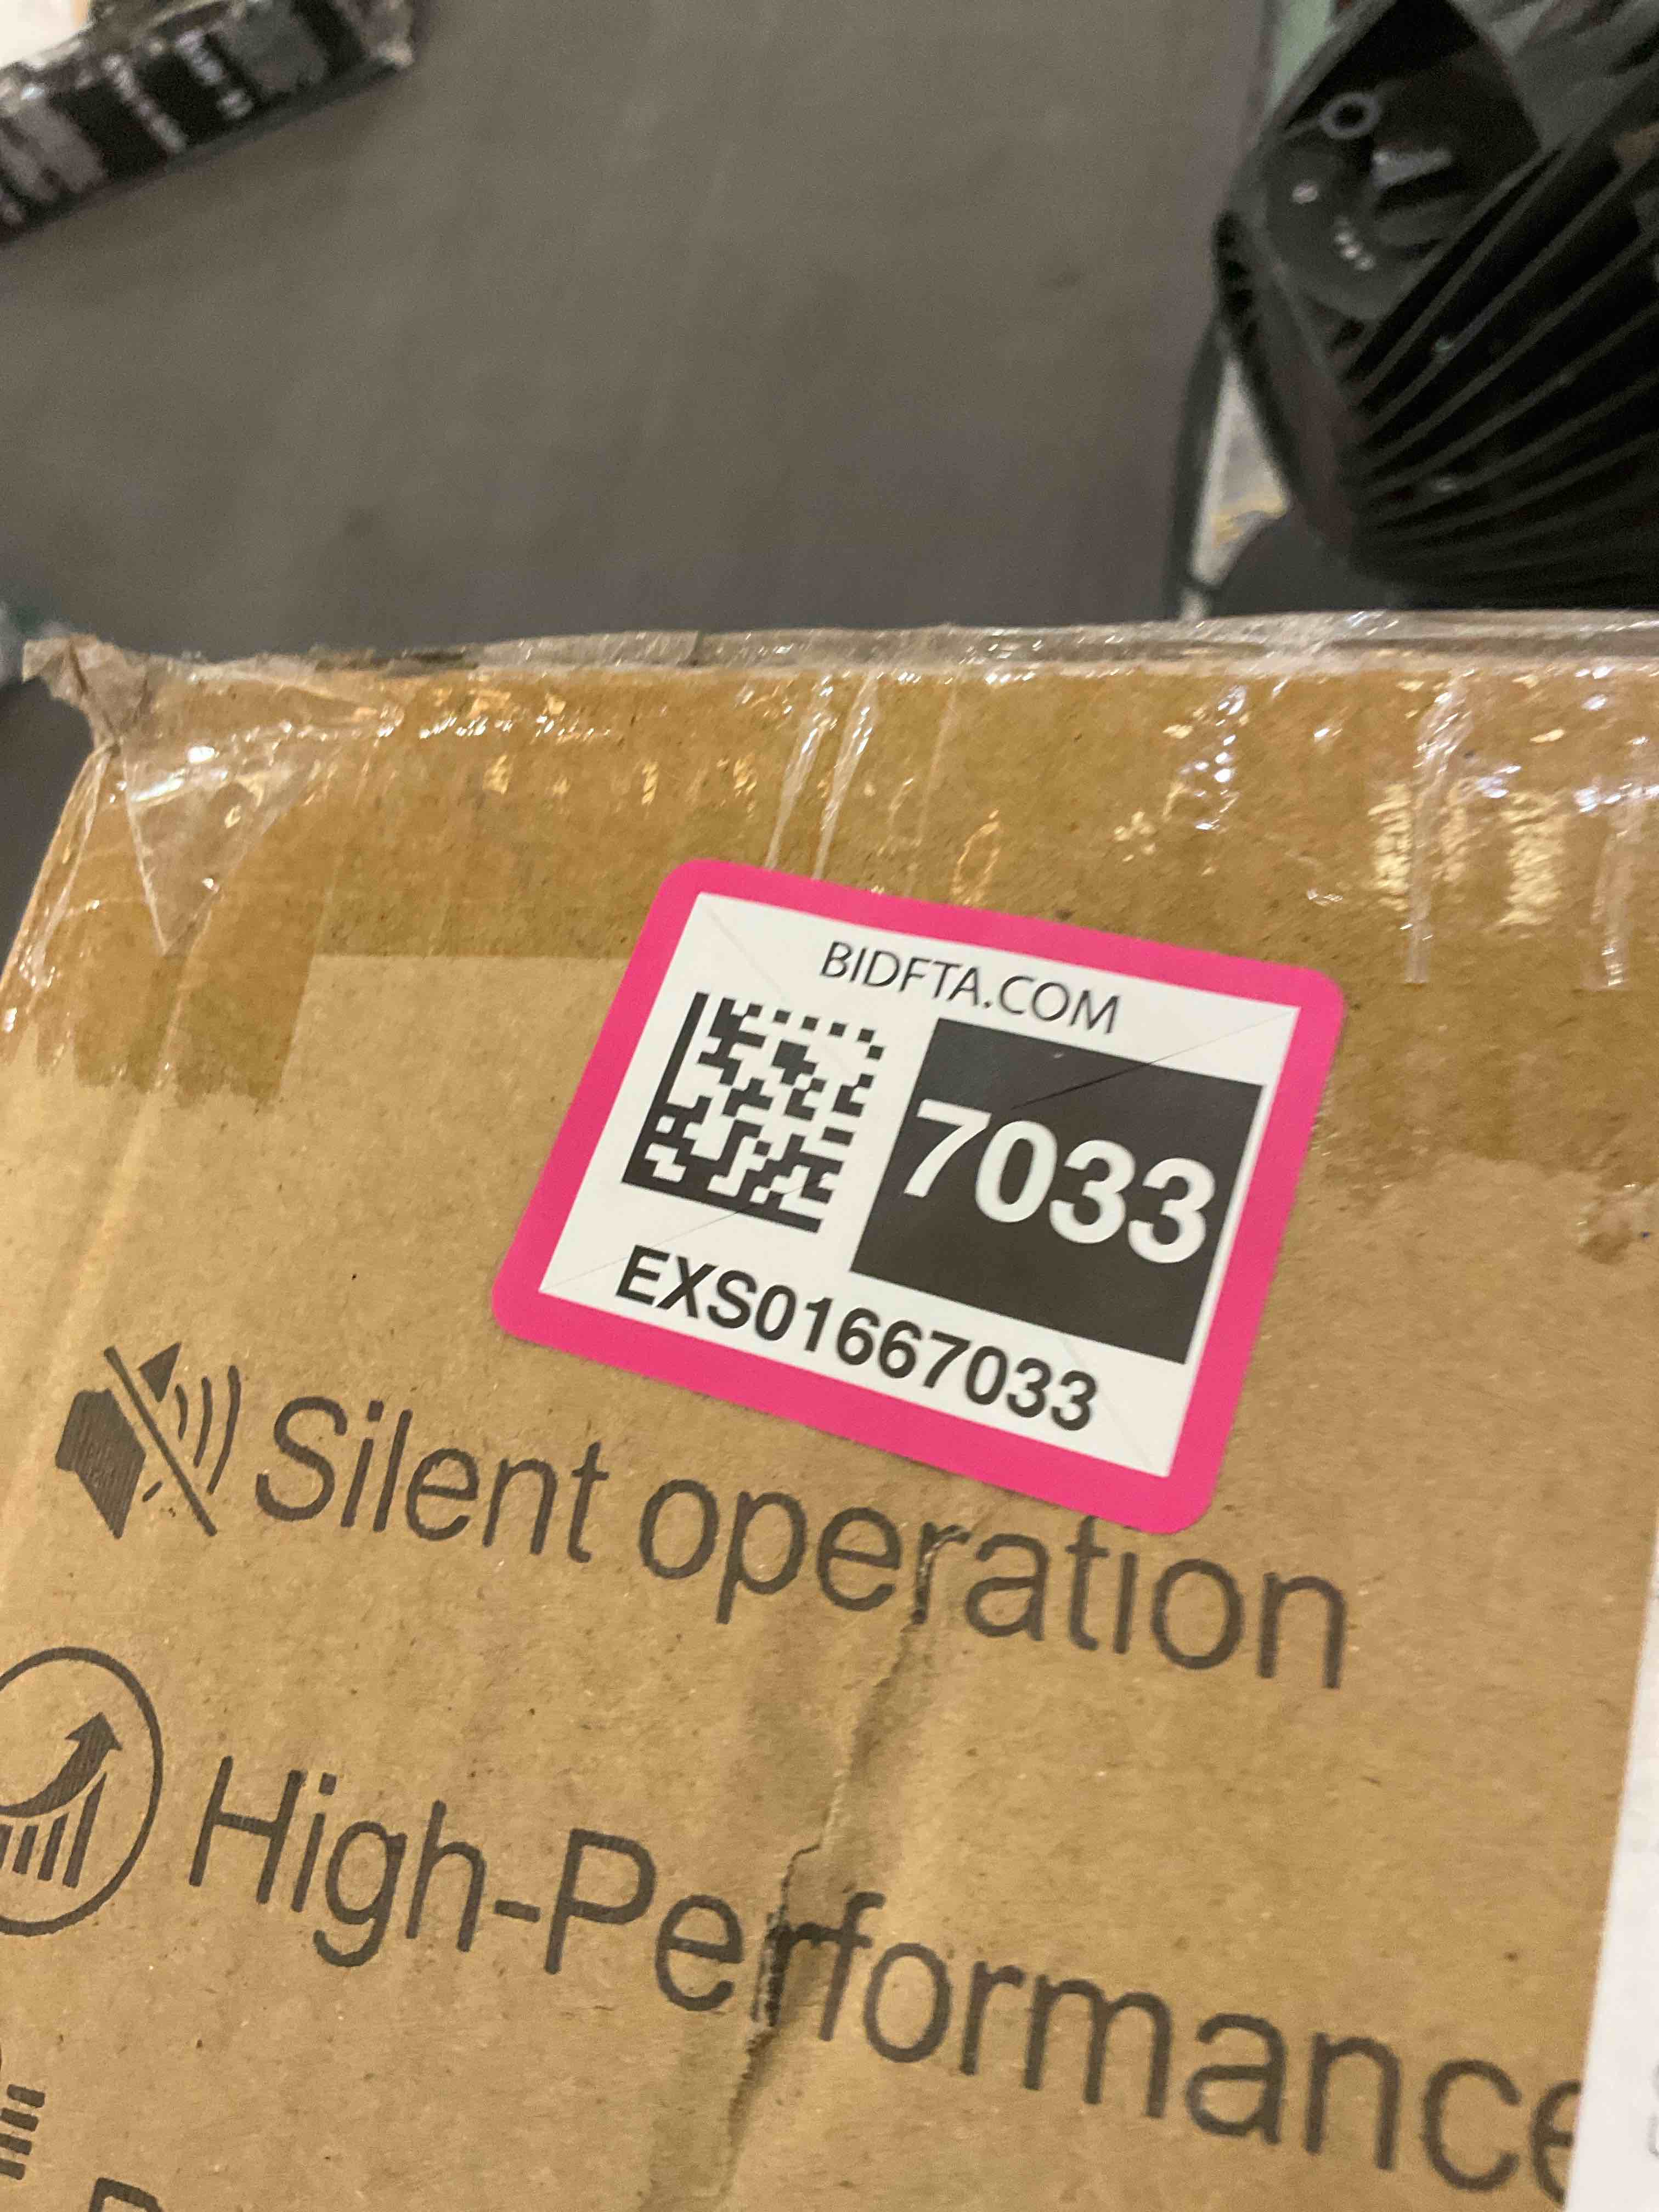 BIDFTA.COM
7033
EXS01667033
Silent operation
High-Performance